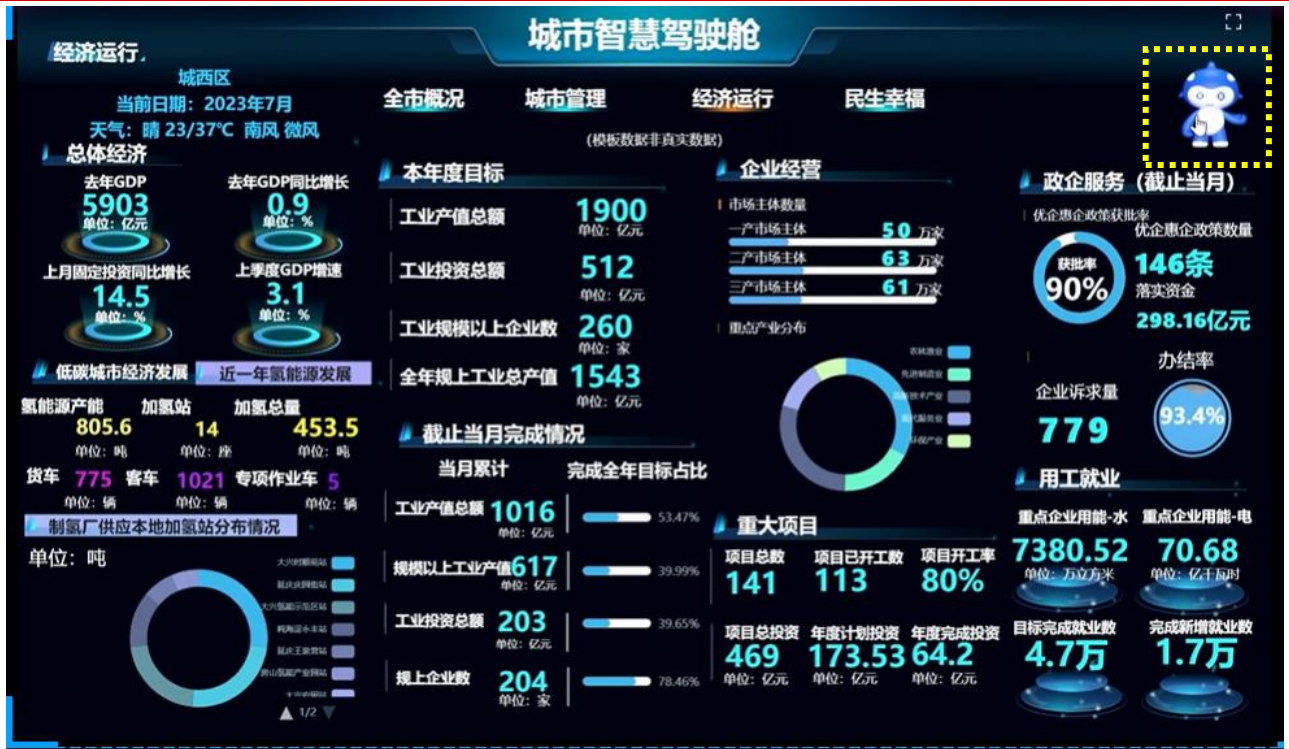 城市智慧驾驶舱
经济运行
城西区
当前日期：2023年7月
天气：晴 23/37℃ 南风 微风
全市概况
城市管理
经济运行
民生幸福
(模板数据非真实数据)
总体经济
去年GDP
5903
单位：亿元
去年GDP同比增长
0.9
单位：%
上月固定投资同比增长
14.5
单位：%
上季度GDP增速
3.1
单位：%
低碳城市经济发展
近一年氢能源发展
氢能源产能
805.6
单位：吨
加氢站
14
单位：座
加氢总量
453.5
单位：吨
货车 775
单位：辆
客车 1021
单位：辆
专项作业车 5
单位：辆
制氢厂供应本地加氢站分布情况
单位：吨
1/2
本年度目标
工业产值总额
1900
单位：亿元
工业投资总额
512
单位：亿元
工业规模以上企业数
260
单位：家
全年规上工业总产值
1543
单位：亿元
截止当月完成情况
当月累计
完成全年目标占比
工业产值总额 1016
单位：亿元
53.47%
规模以上工业产值 617
单位：亿元
39.99%
工业投资总额 203
单位：亿元
39.65%
规上企业数 204
单位：家
78.46%
企业经营
市场主体数量
一产市场主体 50 万家
二产市场主体 63 万家
三产市场主体 61 万家
重点产业分布
农林渔业
先进制造业
现代服务业
环保产业
重大项目
项目总数
141
项目已开工数
113
项目开工率
80%
项目总投资
469
单位：亿元
年度计划投资
173.53
单位：亿元
年度完成投资
64.2
单位：亿元
政企服务（截止当月）
优企惠企政策获批率
获批率
90%
优企惠企政策数量
146条
落实资金
298.16亿元
企业诉求量
779
办结率
93.4%
用工就业
重点企业用能-水
7380.52
单位：万立方米
重点企业用能-电
70.68
单位：亿千瓦时
目标完成就业数
4.7万
完成新增就业数
1.7万